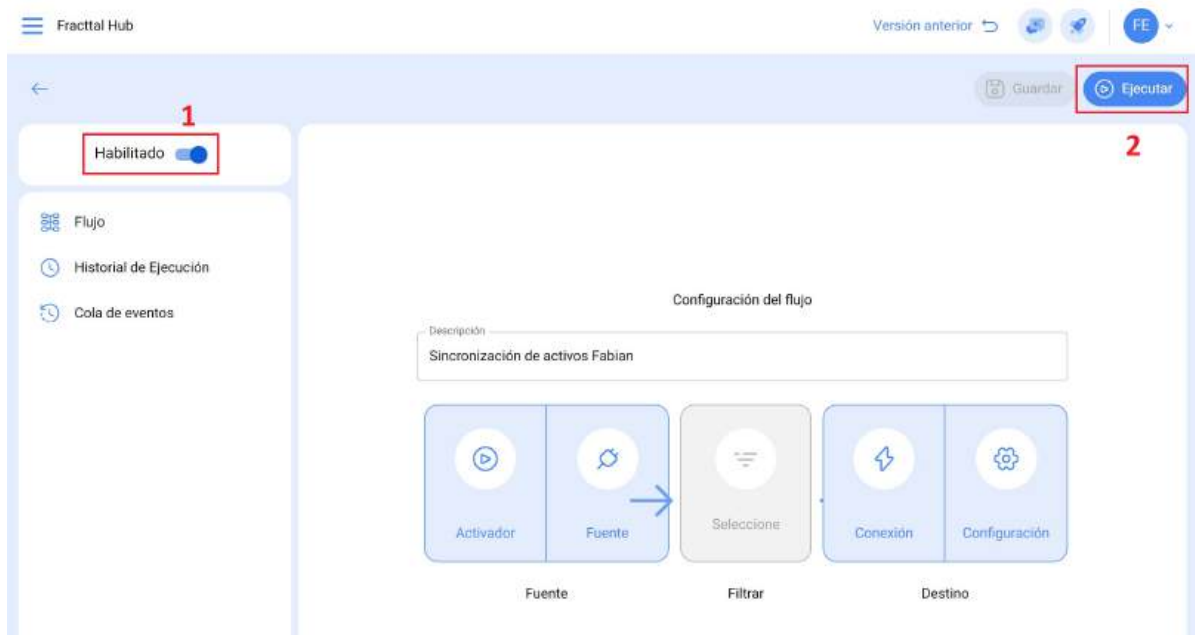 Fracttal Hub
Versión anterior
FE
Guardar
Ejecutar
1
2
Habilitado
Flujo
Historial de Ejecución
Cola de eventos
Configuración del flujo
Descripción
Sincronización de activos Fabian
Activador
Fuente
Seleccione
Conexión
Configuración
Fuente
Filtrar
Destino